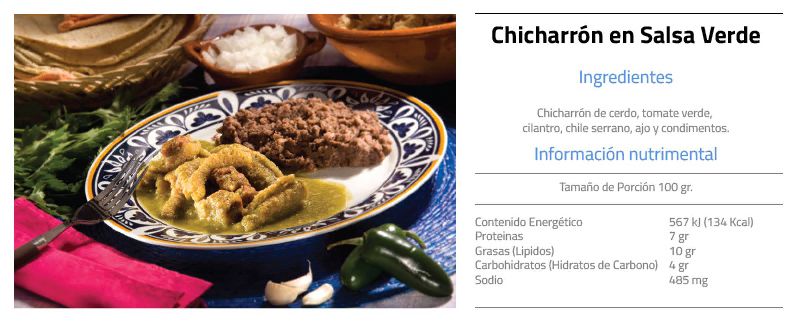 Chicharrón en Salsa Verde
Ingredientes
Chicharrón de cerdo, tomate verde,
cilantro, chile serrano, ajo y condimentos.
Información nutrimental
Tamaño de Porción 100 gr.
Contenido Energético 567 kJ (134 Kcal)
Proteinas 7 gr
Grasas (Lipidos) 10 gr
Carbohidratos (Hidratos de Carbono) 4 gr
Sodio 485 mg